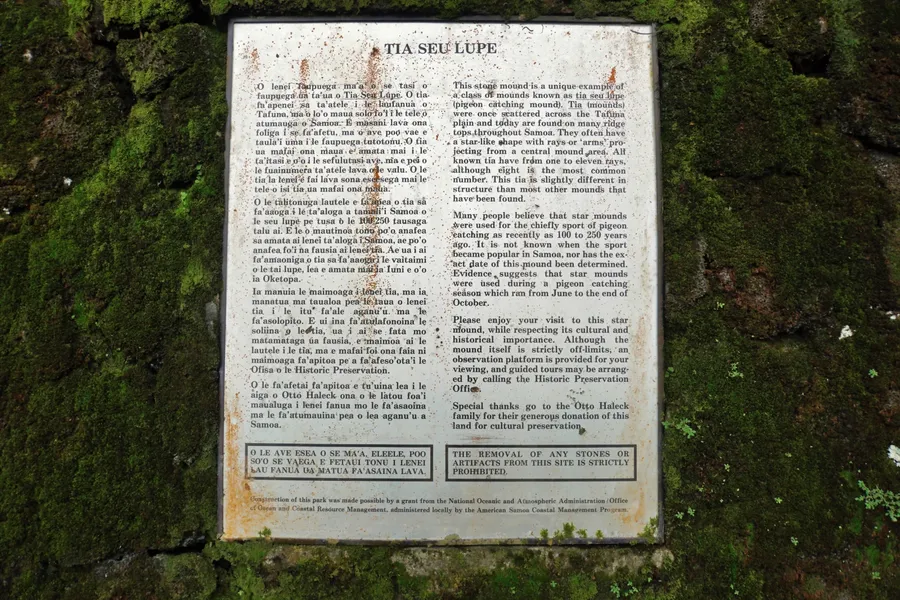 TIA SEU LUPE
O lenei faupuega ma'a o se tasi o
faupuega ua ta'ua o Tia Seu Lupe. O tia
fa'apenei sa ta'atele i le laufanua o
Tafuna, ma o lo'o maua solo fo'i i le tele o
atumauga o Samoa. E masani lava ona
foliga i se fa'afetu, ma o ave poo vae e
taula'i uma i le faupuega tutotonu. O tia
ua mafai ona maua e amata mai i le
fa'itasi e o'o i le sefulutasi ave, ma e pei o
le fuainumera ta'atele lava o le valu. O le
tia la lenei e fai lava sona esesega mai le
tele o isi tia ua mafai ona maua.
O le talitonuga lautele e fa'apea o tia sa
fa'aaoga i le ta'aloga a tamali'i Samoa o
le seu lupe pe tusa o le 100-250 tausaga
talu ai. E le o mautinoa tono po'o anafea
sa amata ai lenei ta'aloga i Samoa, ae po'o
anafea fo'i na fausia ai lenei tia. Ae ua i ai
fa'amaoniga o tia sa fa'aaoga i le vaitaimi
o le tai lupe, lea e amata mai ia Iuni e o'o
ia Oketopa.
Ia manuia le maimoaga i lenei tia, ma ia
manatua ma taualoa pea le taua o lenei
tia i le itu' fa'ale aganu'u ma le
fa'asolopito. E ui ina fa'atulafonoina le
soliina o le tia, ua i ai se fata mo
matamataga ua fausia, e maimoa ai le
lautele i le tia, ma e mafai foi ona faia ni
maimoaga fa'apitoa pe a fa'afeso'ota'i le
Ofisa o le Historic Preservation.
O le fa'afetai fa'apitoa e tu'uina lea i le
aiga o Otto Haleck ona o le latou foa'i
maualuga i lenei fanua mo le fa'asaoina
ma le fa'atumauina pea o lea aganu'u a
Samoa.
O LE AVE ESEA O SE MA'A, ELEELE, POO
SO'O SE VAEGA E FETAUI TONU I LENEI
LAU FANUA UA MATUA FA'ASAINA LAVA.
This stone mound is a unique example of
a class of mounds known as tia seu lupe
(pigeon catching mound). Tia (mounds)
were once scattered across the Tafuna
plain and today are found on many ridge
tops throughout Samoa. They often have
a star-like shape with rays or 'arms' pro-
jecting from a central mound area. All
known tia have from one to eleven rays,
although eight is the most common
number. This tia is slightly different in
structure than most other mounds that
have been found.
Many people believe that star mounds
were used for the chiefly sport of pigeon
catching as recently as 100 to 250 years
ago. It is not known when the sport
became popular in Samoa, nor has the ex-
act date of this mound been determined.
Evidence suggests that star mounds
were used during a pigeon catching
season which ran from June to the end of
October.
Please enjoy your visit to this star
mound, while respecting its cultural and
historical importance. Although the
mound itself is strictly off-limits, an
observation platform is provided for your
viewing, and guided tours may be arrang-
ed by calling the Historic Preservation
Office.
Special thanks go to the Otto Haleck
family for their generous donation of this
land for cultural preservation.
THE REMOVAL OF ANY STONES OR
ARTIFACTS FROM THIS SITE IS STRICTLY
PROHIBITED.
Construction of this park was made possible by a grant from the National Oceanic and Atmospheric Administration Office
of Ocean and Coastal Resource Management, administered locally by the American Samoa Coastal Management Program.